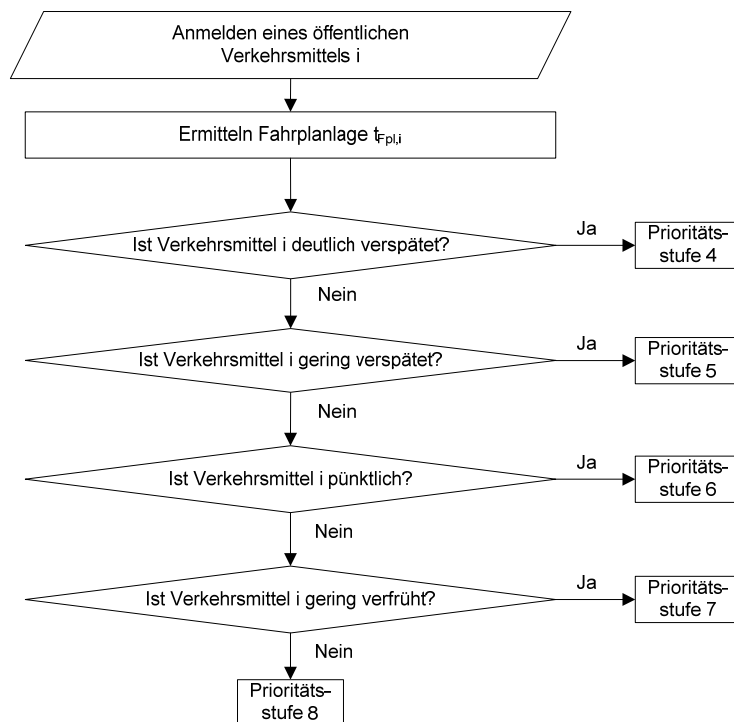 Anmelden eines öffentlichen
Verkehrsmittels i
Ermitteln Fahrplanlage tFpl,i
Ist Verkehrsmittel i deutlich verspätet?
Ja
Prioritäts-
stufe 4
Nein
Ist Verkehrsmittel i gering verspätet?
Ja
Prioritäts-
stufe 5
Nein
Ist Verkehrsmittel i pünktlich?
Ja
Prioritäts-
stufe 6
Nein
Ist Verkehrsmittel i gering verfrüht?
Ja
Prioritäts-
stufe 7
Nein
Prioritäts-
stufe 8